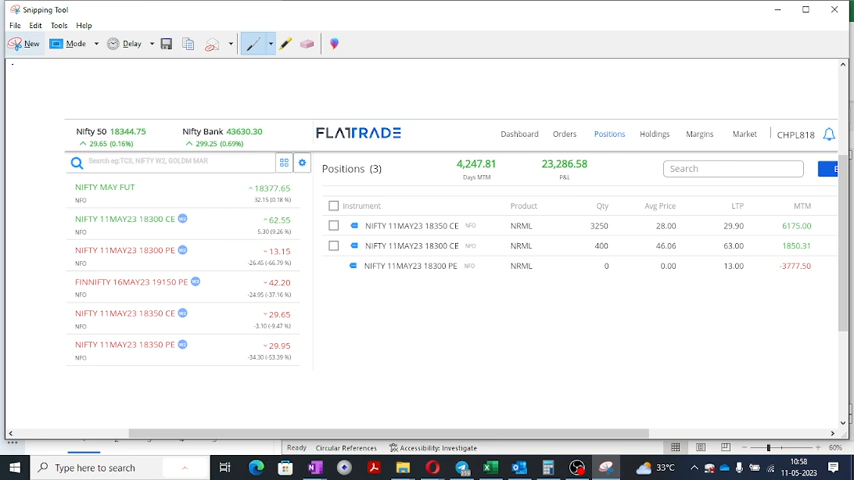 Snipping Tool
File Edit Tools Help
New Mode Delay
Nifty 50 18344.75 Nifty Bank 43630.30
29.65 (0.16%) 299.25 (0.69%)
FLATTRADE
Dashboard Orders Positions Holdings Margins Market CHPL818
Search eg:TCS, NIFTY W2, GOLDM MAR
Positions (3) 4,247.81 23,286.58 Search
Days MTM P&L
NIFTY MAY FUT 18377.65
NFO 32.15 (0.18 %)
NIFTY 11MAY23 18300 CE 62.55
NFO 5.30 (9.26 %)
NIFTY 11MAY23 18300 PE 13.15
NFO -26.45 (-66.79 %)
FINNIFTY 16MAY23 19150 PE 42.20
NFO -24.95 (-37.16 %)
NIFTY 11MAY23 18350 CE 29.65
NFO -3.10 (-9.47 %)
NIFTY 11MAY23 18350 PE 29.95
NFO -34.30 (-53.39 %)
Instrument Product Qty Avg Price LTP MTM
NIFTY 11MAY23 18350 CE NFO NRML 3250 28.00 29.90 6175.00
NIFTY 11MAY23 18300 CE NFO NRML 400 46.06 63.00 1850.31
NIFTY 11MAY23 18300 PE NFO NRML 0 0.00 13.00 -3777.50
Ready Circular References Accessibility: Investigate 60%
Type here to search 33°C 10:58
11-05-2023